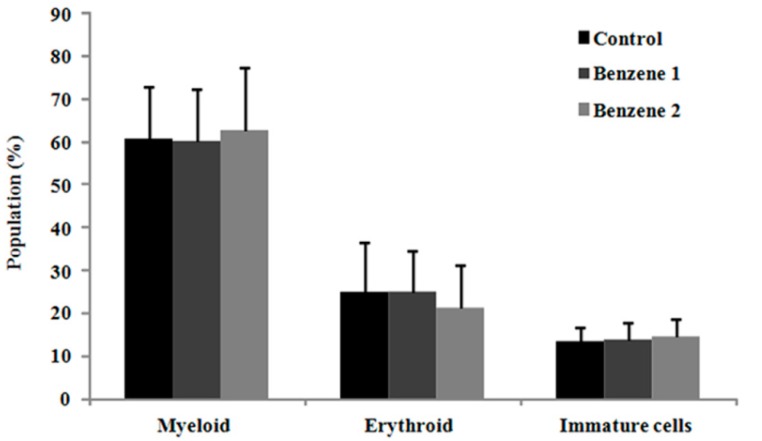 90
80
70
60
50
40
30
20
10
0
Population (%)
Control
Benzene 1
Benzene 2
Myeloid
Erythroid
Immature cells